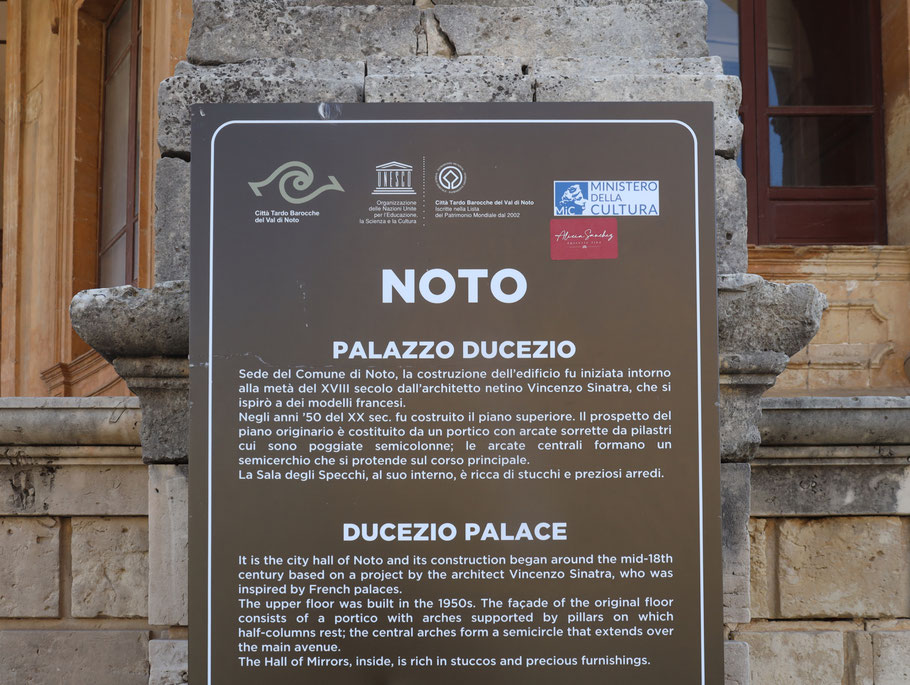 Città Tardo Barocche
del Val di Noto
UNESCO
Organizzazione
delle Nazioni Unite
per l'Educazione,
la Scienza e la Cultura
Città Tardo Barocche del Val di Noto
Iscritte nella Lista
del Patrimonio Mondiale dal 2002
MiC
MINISTERO
DELLA
CULTURA
Alexia Sanchez
NOTO
PALAZZO DUCEZIO
Sede del Comune di Noto, la costruzione dell'edificio fu iniziata intorno
alla metà del XVIII secolo dall'architetto netino Vincenzo Sinatra, che si
ispirò a dei modelli francesi.
Negli anni '50 del XX sec. fu costruito il piano superiore. Il prospetto del
piano originario è costituito da un portico con arcate sorrette da pilastri
cui sono poggiate semicolonne; le arcate centrali formano un
semicerchio che si protende sul corso principale.
La Sala degli Specchi, al suo interno, è ricca di stucchi e preziosi arredi.
DUCEZIO PALACE
It is the city hall of Noto and its construction began around the mid-18th
century based on a project by the architect Vincenzo Sinatra, who was
inspired by French palaces.
The upper floor was built in the 1950s. The façade of the original floor
consists of a portico with arches supported by pillars on which
half-columns rest; the central arches form a semicircle that extends over
the main avenue.
The Hall of Mirrors, inside, is rich in stuccos and precious furnishings.